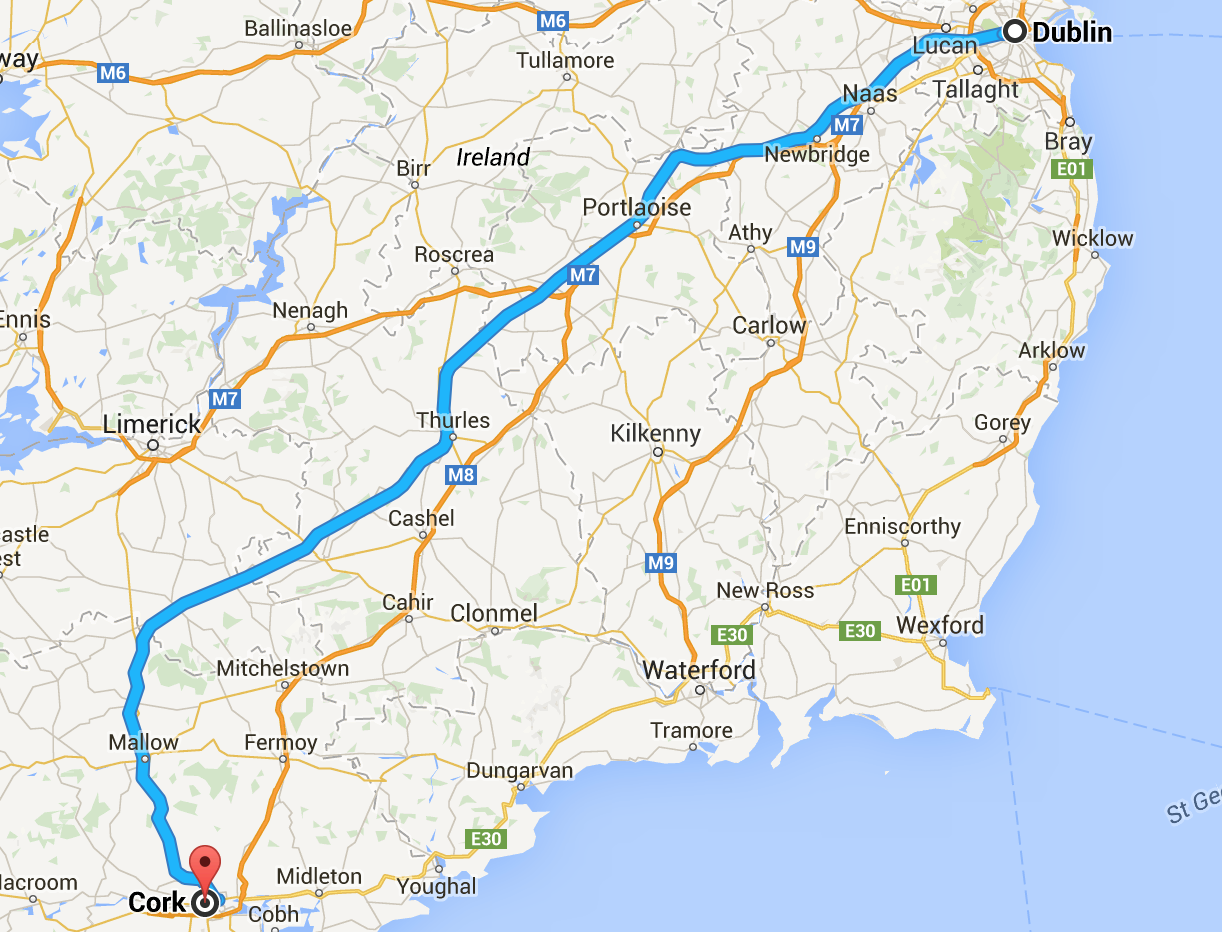 M6
Ballinasloe
Dublin
Lucan
way
M6
Tullamore
Naas
Tallaght
M7
Newbridge
Bray
Ireland
Birr
E01
Portlaoise
Athy
M9
Wicklow
Roscrea
M7
Nenagh
Ennis
Carlow
Arklow
M7
Limerick
Thurles
Kilkenny
Gorey
M8
Cashel
Enniscorthy
castle
est
M9
New Ross
E01
Cahir
Clonmel
E30
E30
Wexford
Mitchelstown
Waterford
Tramore
Mallow
Fermoy
Dungarvan
St Ge
E30
Macroom
Midleton
Youghal
Cork
Cobh